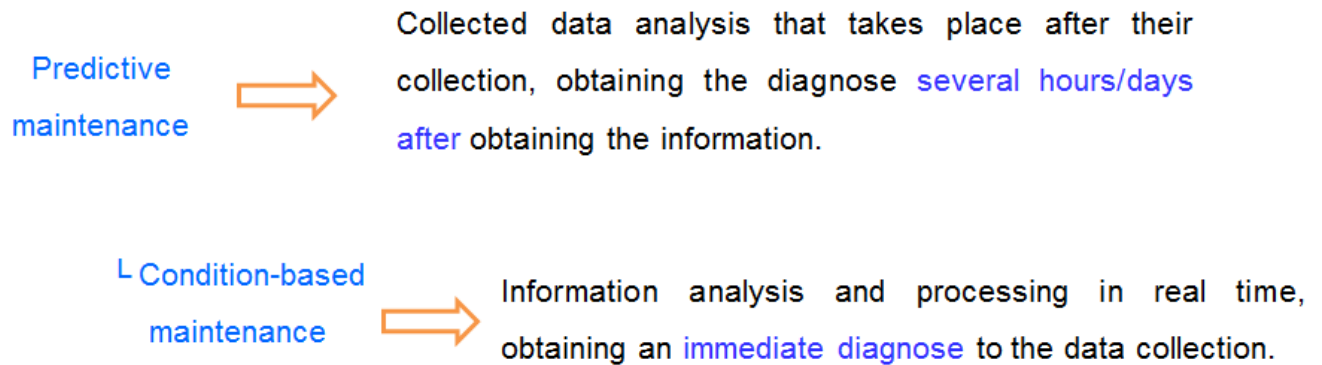 Predictive
maintenance
Collected data analysis that takes place after their
collection, obtaining the diagnose several hours/days
after obtaining the information.
└ Condition-based
maintenance
Information analysis and processing in real time,
obtaining an immediate diagnose to the data collection.